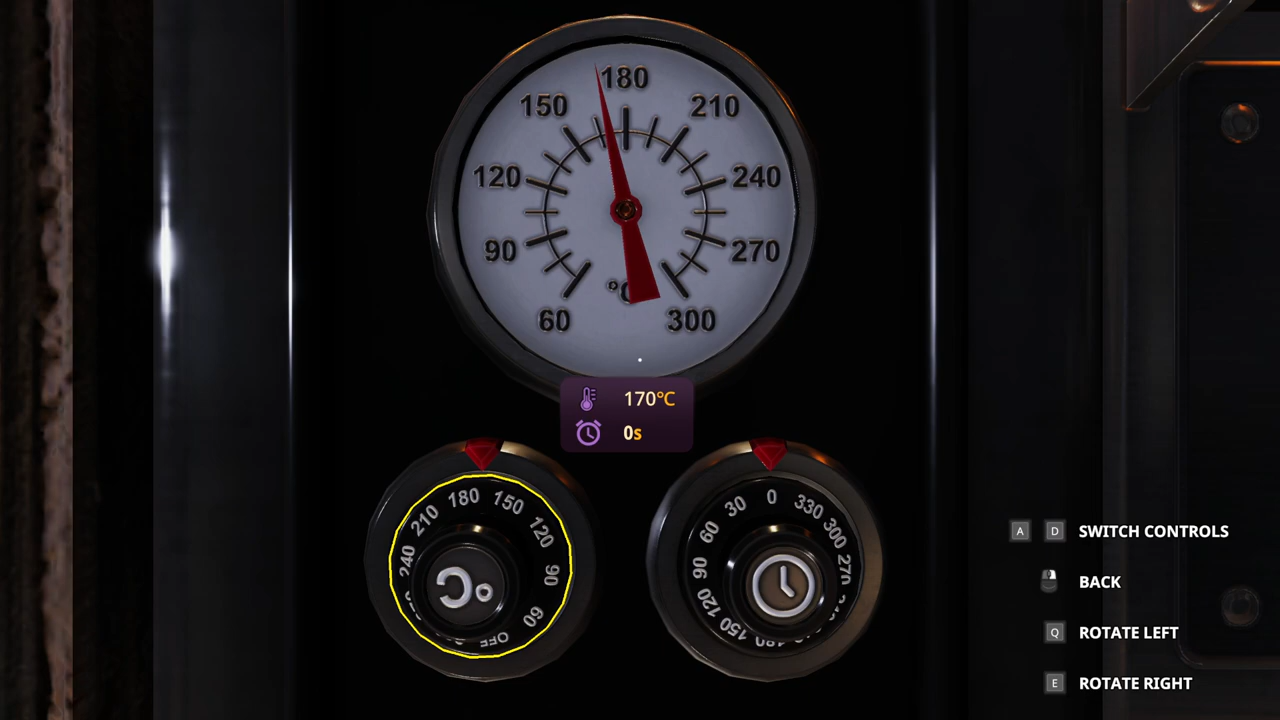 180
150
210
120
240
90
270
°C
60
300
170°C
0s
180
150
210
120
240
90
60
OFF
°C
0
30
330
60
300
90
270
120
150
A D SWITCH CONTROLS
BACK
Q ROTATE LEFT
E ROTATE RIGHT